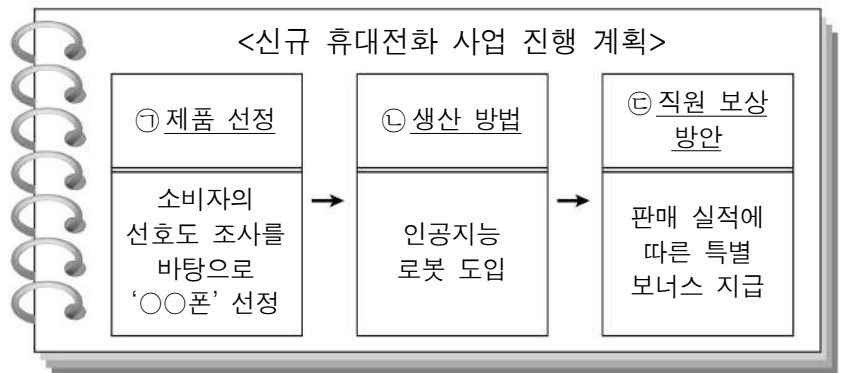 <신규 휴대전화 사업 진행 계획>
㉠ 제품 선정
소비자의
선호도 조사를
바탕으로
‘○○폰’ 선정
→
㉡ 생산 방법
인공지능
로봇 도입
→
㉢ 직원 보상
방안
판매 실적에
따른 특별
보너스 지급